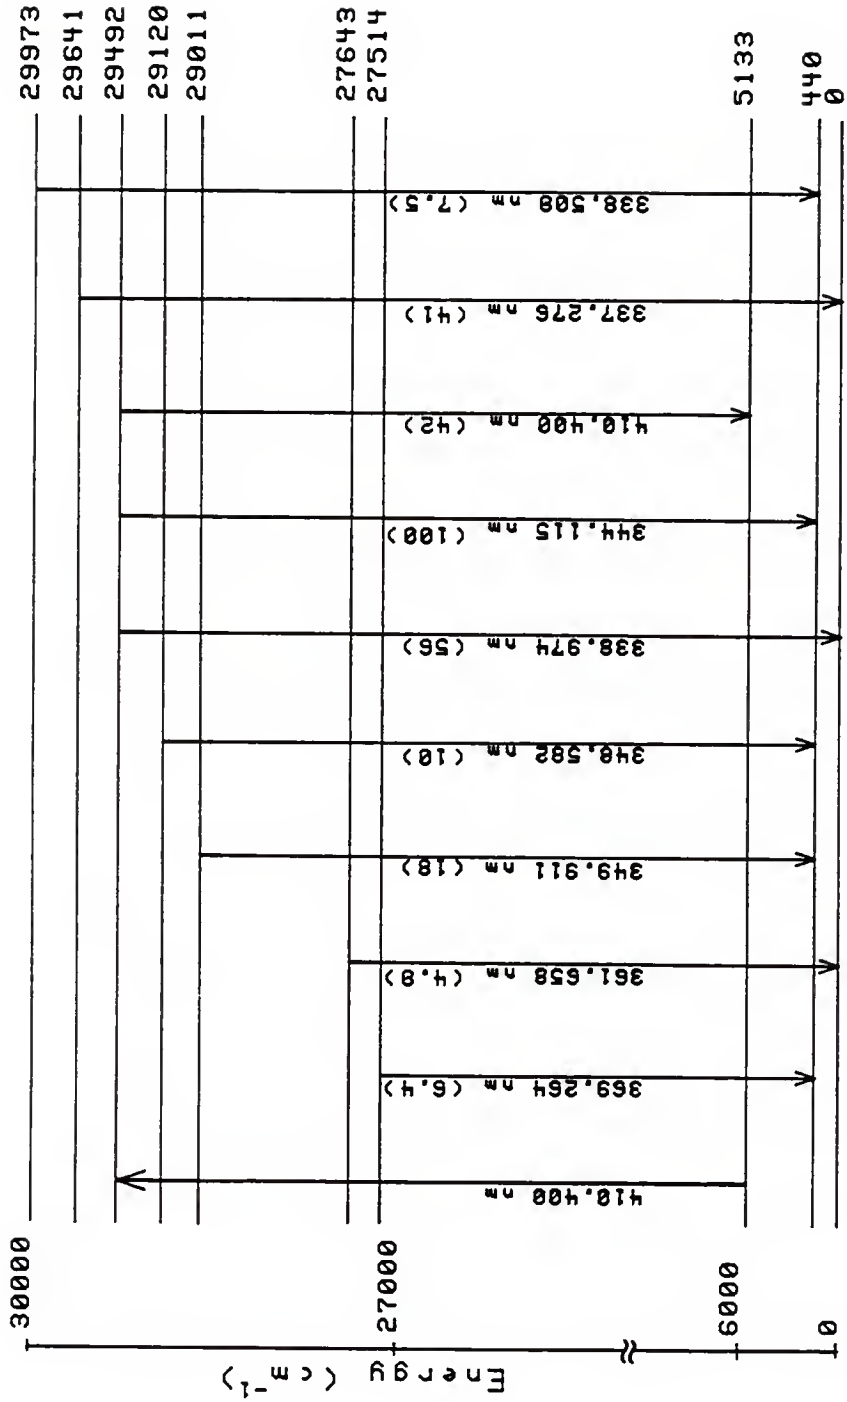 Energy (cm⁻¹)
30000
27000
6000
0
29973
29641
29492
29120
29011
27643
27514
5133
440
0
410.400 nm
369.264 nm (6.4)
361.658 nm (4.8)
349.911 nm (18)
348.582 nm (10)
338.974 nm (56)
344.115 nm (100)
410.400 nm (42)
337.276 nm (41)
338.508 nm (7.5)